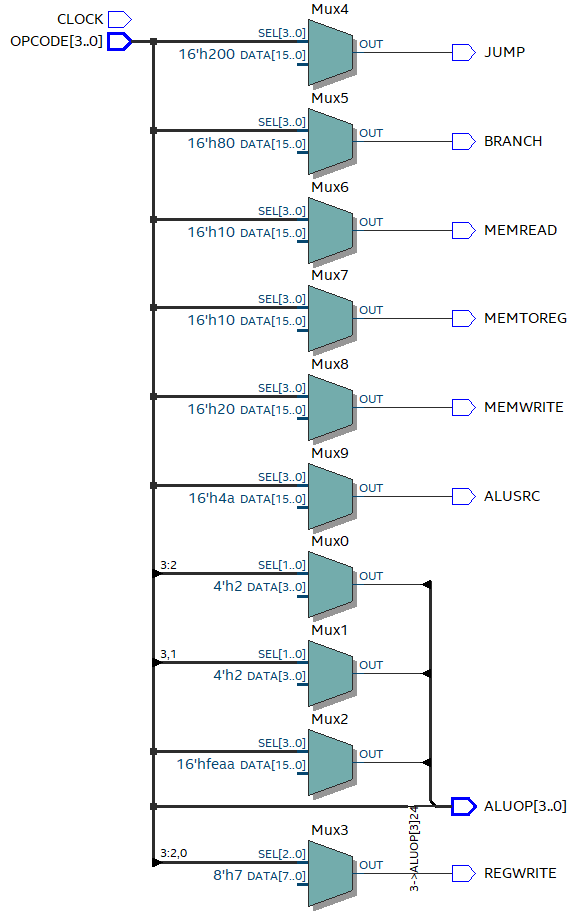 Mux4
CLOCK
OPCODE[3..0]
SEL[3..0]
16'h200 DATA[15..0]
OUT
JUMP
Mux5
SEL[3..0]
16'h80 DATA[15..0]
OUT
BRANCH
Mux6
SEL[3..0]
16'h10 DATA[15..0]
OUT
MEMREAD
Mux7
SEL[3..0]
16'h10 DATA[15..0]
OUT
MEMTOREG
Mux8
SEL[3..0]
16'h20 DATA[15..0]
OUT
MEMWRITE
Mux9
SEL[3..0]
16'h4a DATA[15..0]
OUT
ALUSRC
Mux0
3:2
SEL[1..0]
4'h2 DATA[3..0]
OUT
Mux1
3,1
SEL[1..0]
4'h2 DATA[3..0]
OUT
Mux2
SEL[3..0]
16'hfeaa DATA[15..0]
OUT
ALUOP[3..0]
3->ALUOP[3]24
Mux3
3:2,0
SEL[2..0]
8'h7 DATA[7..0]
OUT
REGWRITE